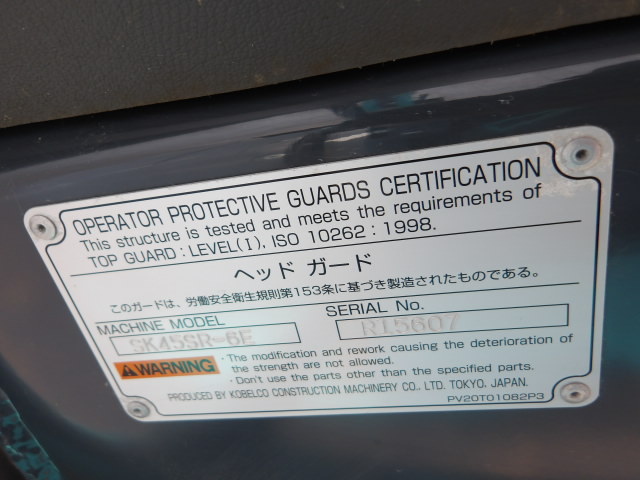 OPERATOR PROTECTIVE GUARDS CERTIFICATION
This structure is tested and meets the requirements of
TOP GUARD : LEVEL(I), ISO 10262 : 1998.
ヘッド ガード
このガードは、労働安全衛生規則第153条に基づき製造されたものである。
MACHINE MODEL
SK45SR-6E
SERIAL No.
R15607
WARNING
・The modification and rework causing the deterioration of
the strength are not allowed.
・Don't use the parts other than the specified parts.
PRODUCED BY KOBELCO CONSTRUCTION MACHINERY CO., LTD. TOKYO, JAPAN.
PV20T01082P3